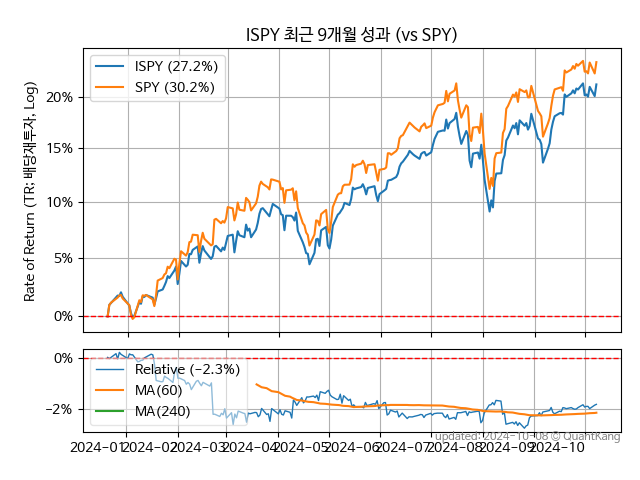 ISPY 최근 9개월 성과 (vs SPY)
Rate of Return (TR: 배당재투자, Log)
ISPY (27.2%)
SPY (30.2%)
20%
15%
10%
5%
0%
0%
−2%
Relative (−2.3%)
MA(60)
MA(240)
2024-01 2024-02 2024-03 2024-04 2024-05 2024-06 2024-07 2024-08 2024-09 2024-10
updated: 2024-10-08 © QuantKang